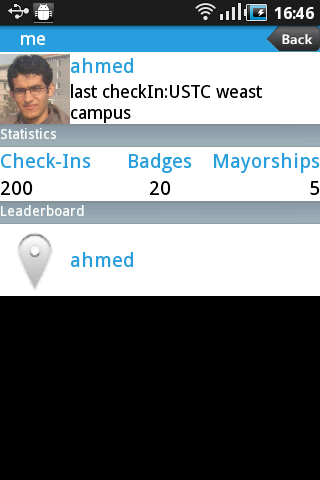 16:46
me
Back
ahmed
last checkIn:USTC weast
campus
Statistics
Check-Ins Badges Mayorships
200 20 5
Leaderboard
ahmed